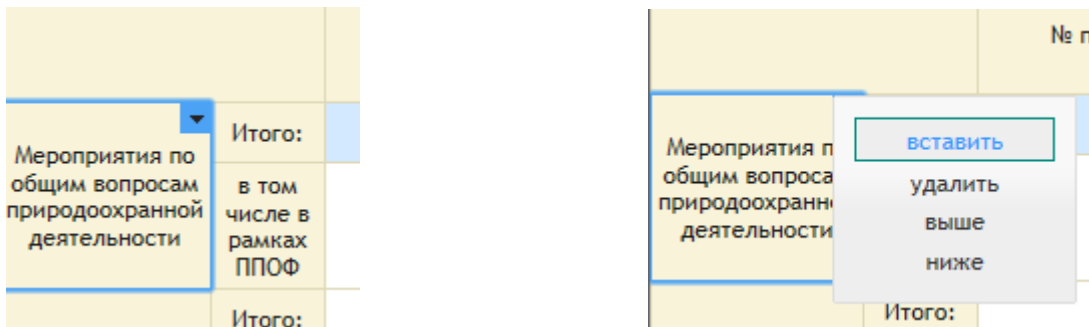 Итого:
Мероприятия по
общим вопросам
природоохранной
деятельности
в том
числе в
рамках
ППОФ
Итого:
№ п
Мероприятия п
общим вопроса
природоохранн
деятельности
вставить
удалить
выше
ниже
Итого: